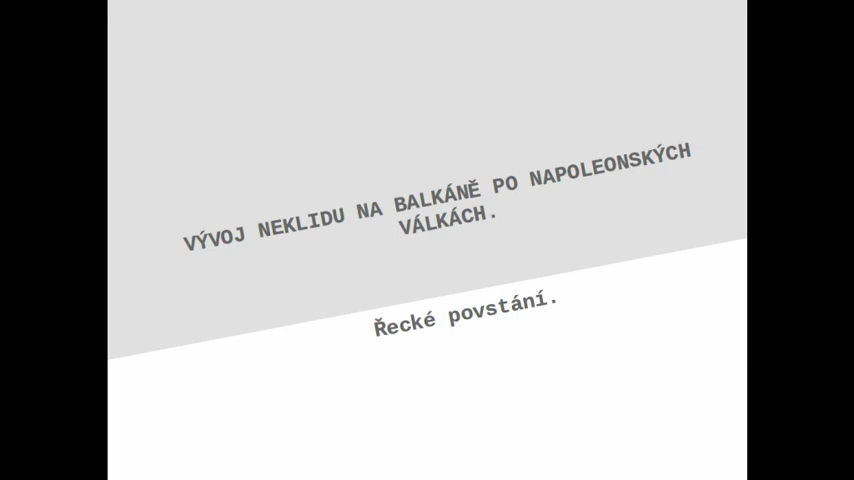 VÝVOJ NEKLIDU NA BALKÁNĚ PO NAPOLEONSKÝCH
VÁLKÁCH.
Řecké povstání.